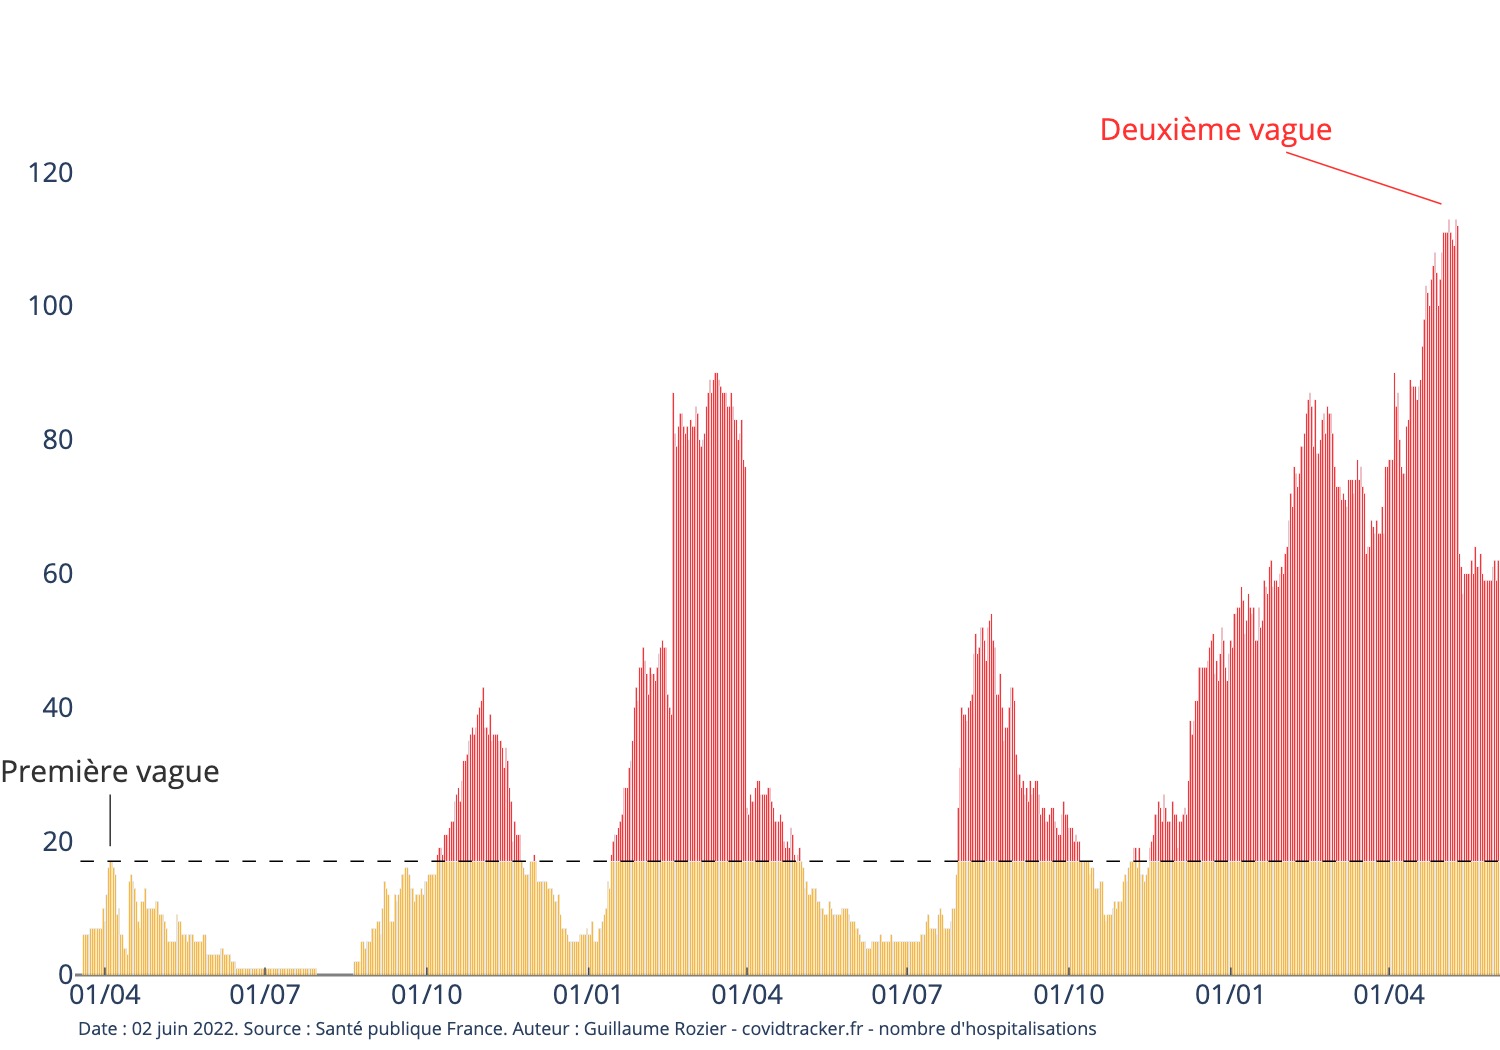 Deuxième vague
120
100
80
60
40
Première vague
20
0
01/04 01/07 01/10 01/01 01/04 01/07 01/10 01/01 01/04
Date : 02 juin 2022. Source : Santé publique France. Auteur : Guillaume Rozier - covidtracker.fr - nombre d'hospitalisations